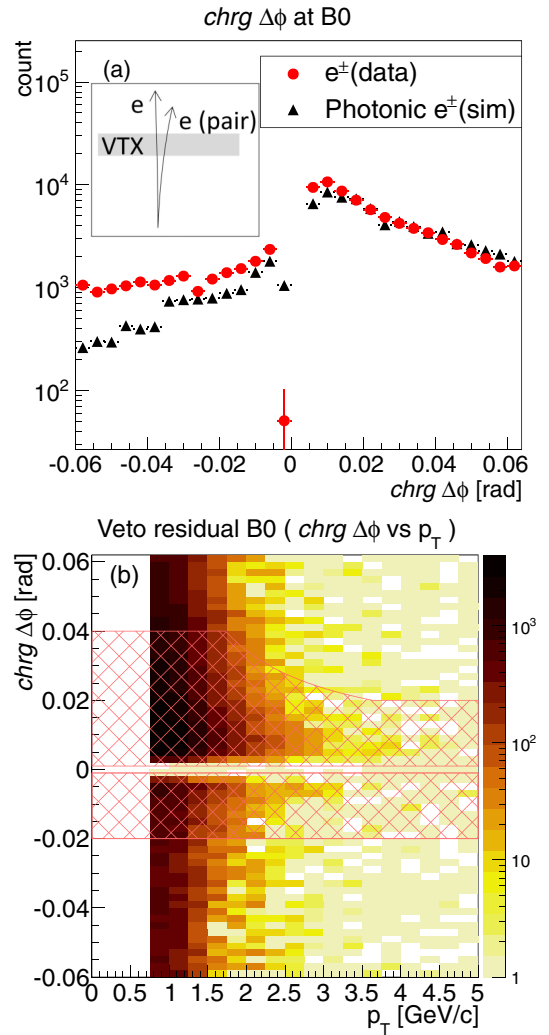 chrg Δϕ at B0
count
(a)
e
e (pair)
VTX
e±(data)
Photonic e±(sim)
10⁵
10⁴
10³
10²
-0.06 -0.04 -0.02 0 0.02 0.04 0.06
chrg Δϕ [rad]
Veto residual B0 ( chrg Δϕ vs p_T )
(b)
chrg Δϕ [rad]
0.06
0.04
0.02
0
-0.02
-0.04
-0.06
0 0.5 1 1.5 2 2.5 3 3.5 4 4.5 5
p_T [GeV/c]
10³
10²
10
1